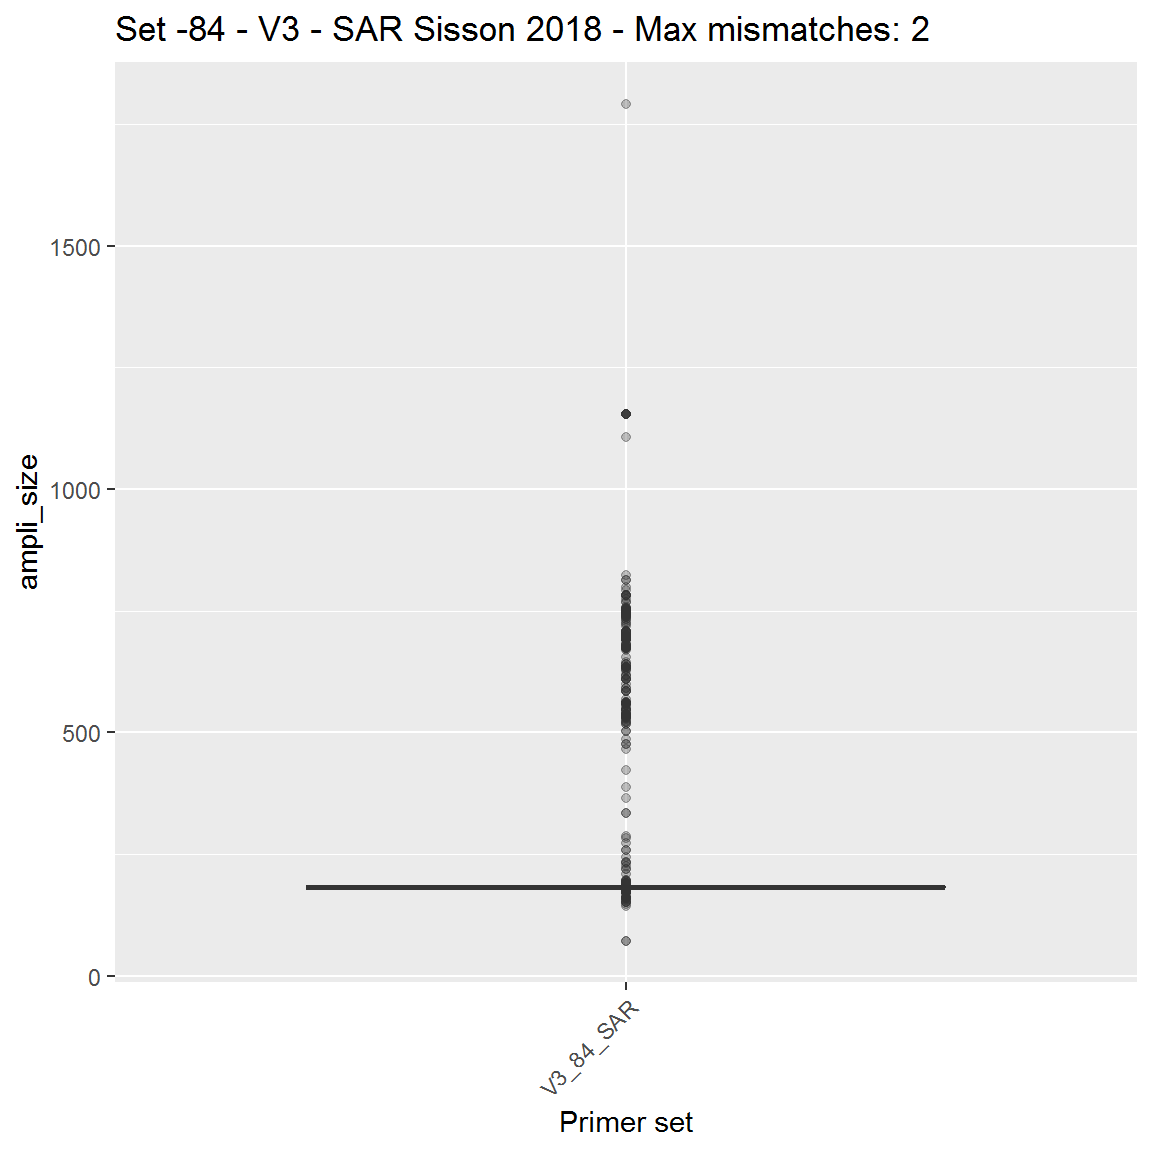 Set -84 - V3 - SAR Sisson 2018 - Max mismatches: 2
1500
1000
500
0
ampli_size
V3_84_SAR
Primer set